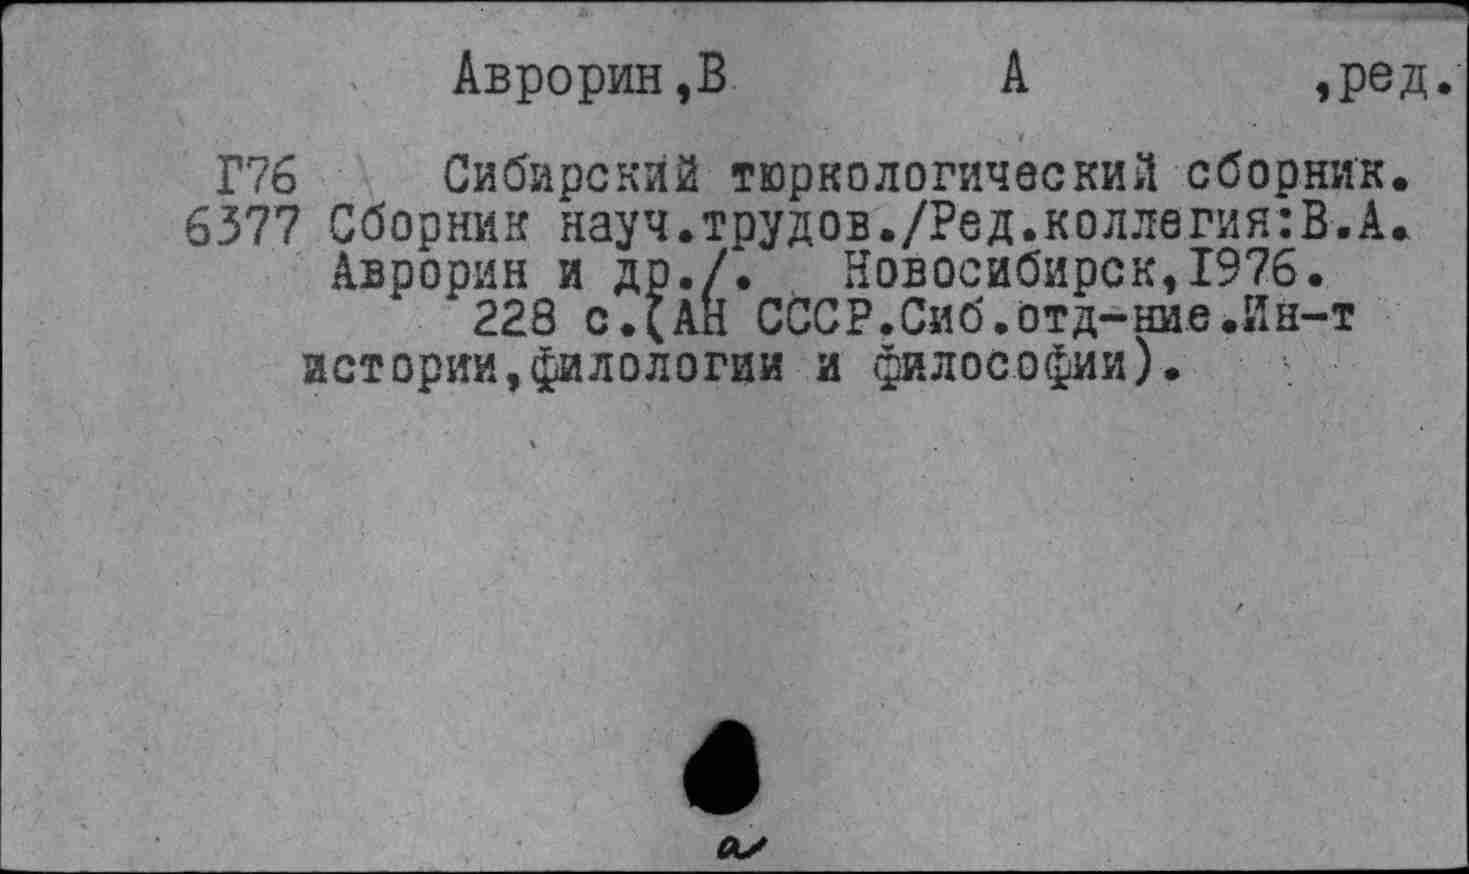 Аврорин,В А ,ред.
Г76 Сибирский тюркологический сборник.
6377 Сборник науч.трудов./Ред.коллегия:В.А.
Аврорин и др./. Новосибирск,1976.
228 с.(АН СССР.Сиб.отд-ние.Ин-т
истории,филологии и философии).